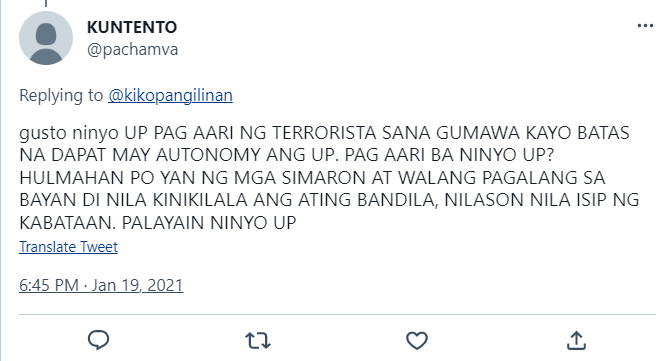 KUNTENTO
@pachamva
Replying to @kikopangilinan
gusto ninyo UP PAG AARI NG TERRORISTA SANA GUMAWA KAYO BATAS
NA DAPAT MAY AUTONOMY ANG UP. PAG AARI BA NINYO UP?
HULMAHAN PO YAN NG MGA SIMARON AT WALANG PAGALANG SA
BAYAN DI NILA KINIKILALA ANG ATING BANDILA, NILASON NILA ISIP NG
KABATAAN. PALAYAIN NINYO UP
Translate Tweet
6:45 PM · Jan 19, 2021